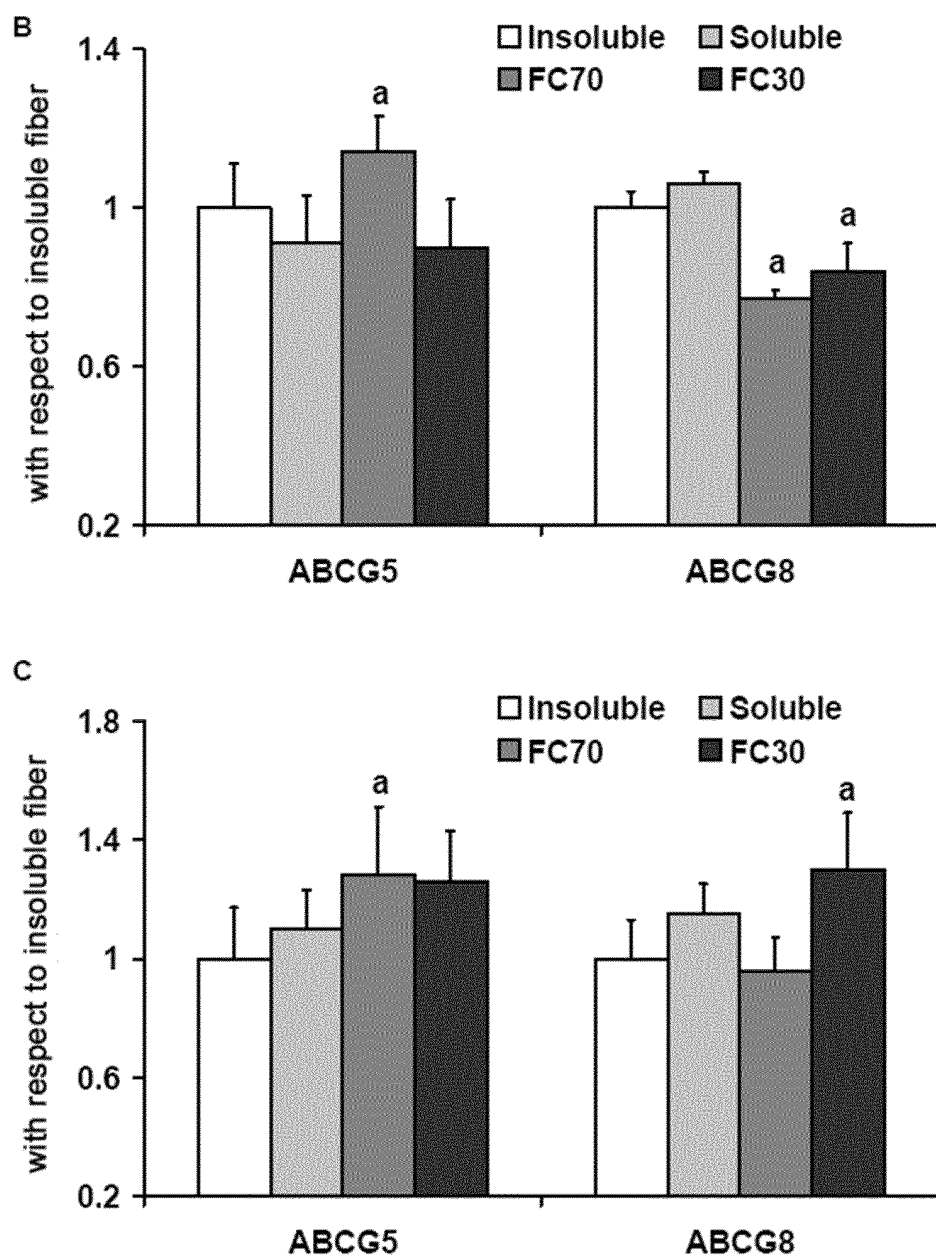 B
Insoluble Soluble
FC70 FC30
with respect to insoluble fiber
1.4
1
0.6
0.2
a
a
a
ABCG5 ABCG8
C
Insoluble Soluble
FC70 FC30
with respect to insoluble fiber
1.8
1.4
1
0.6
0.2
a
a
ABCG5 ABCG8